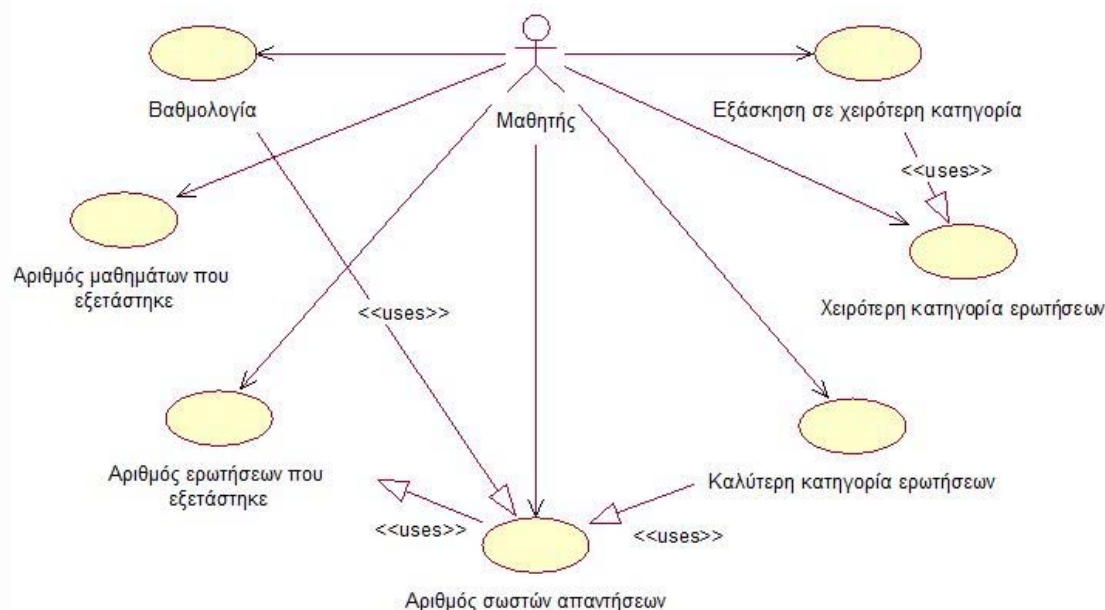 Βαθμολογία
Μαθητής
Εξάσκηση σε χειρότερη κατηγορία
<<uses>>
Αριθμός μαθημάτων που
εξετάστηκε
Χειρότερη κατηγορία ερωτήσεων
<<uses>>
Αριθμός ερωτήσεων που
εξετάστηκε
Καλύτερη κατηγορία ερωτήσεων
<<uses>>
<<uses>>
Αριθμός σωστών απαντήσεων